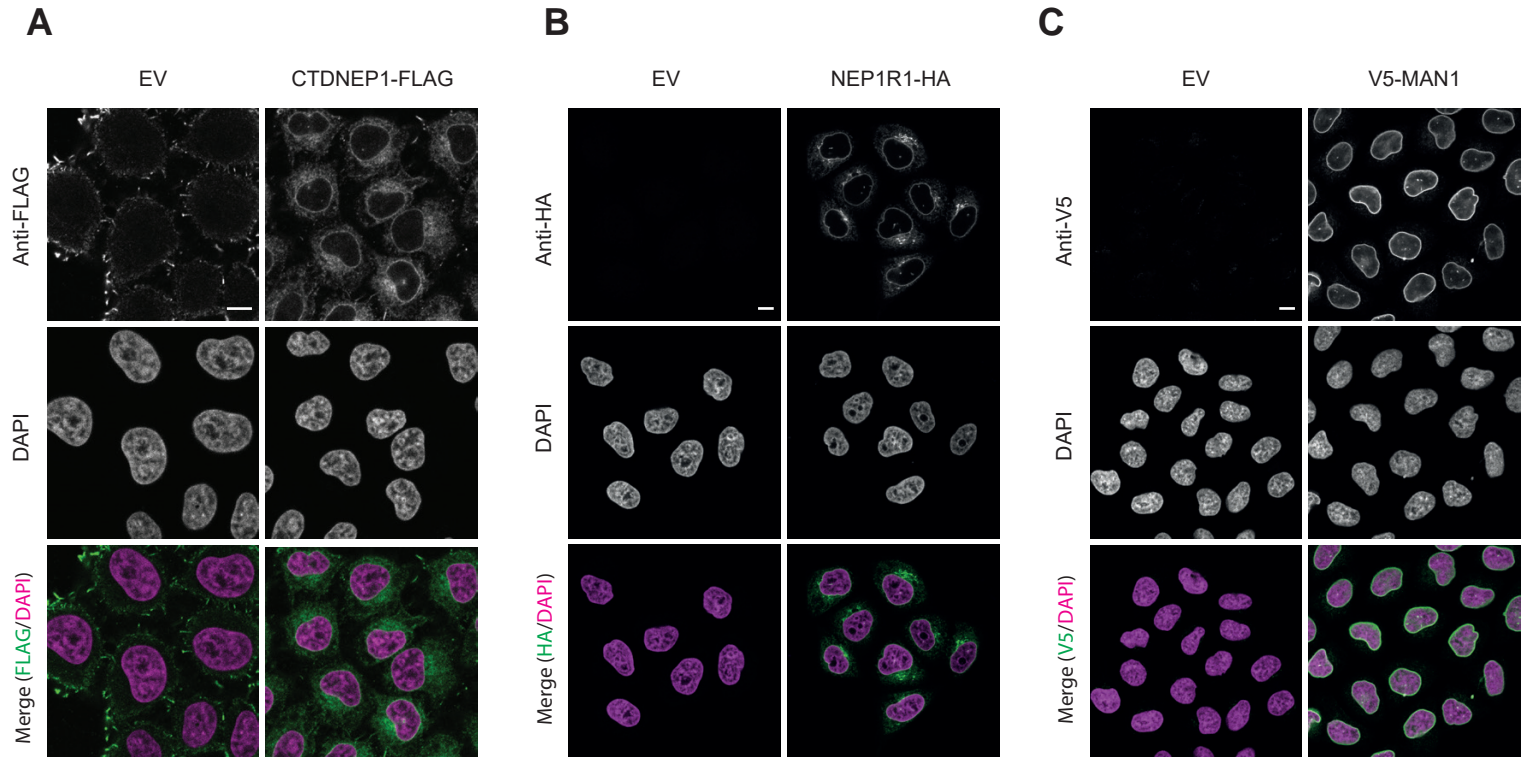 A
B
C
EV
CTDNEP1-FLAG
EV
NEP1R1-HA
EV
V5-MAN1
Anti-FLAG
Anti-HA
Anti-V5
DAPI
DAPI
DAPI
Merge (FLAG/DAPI)
Merge (HA/DAPI)
Merge (V5/DAPI)